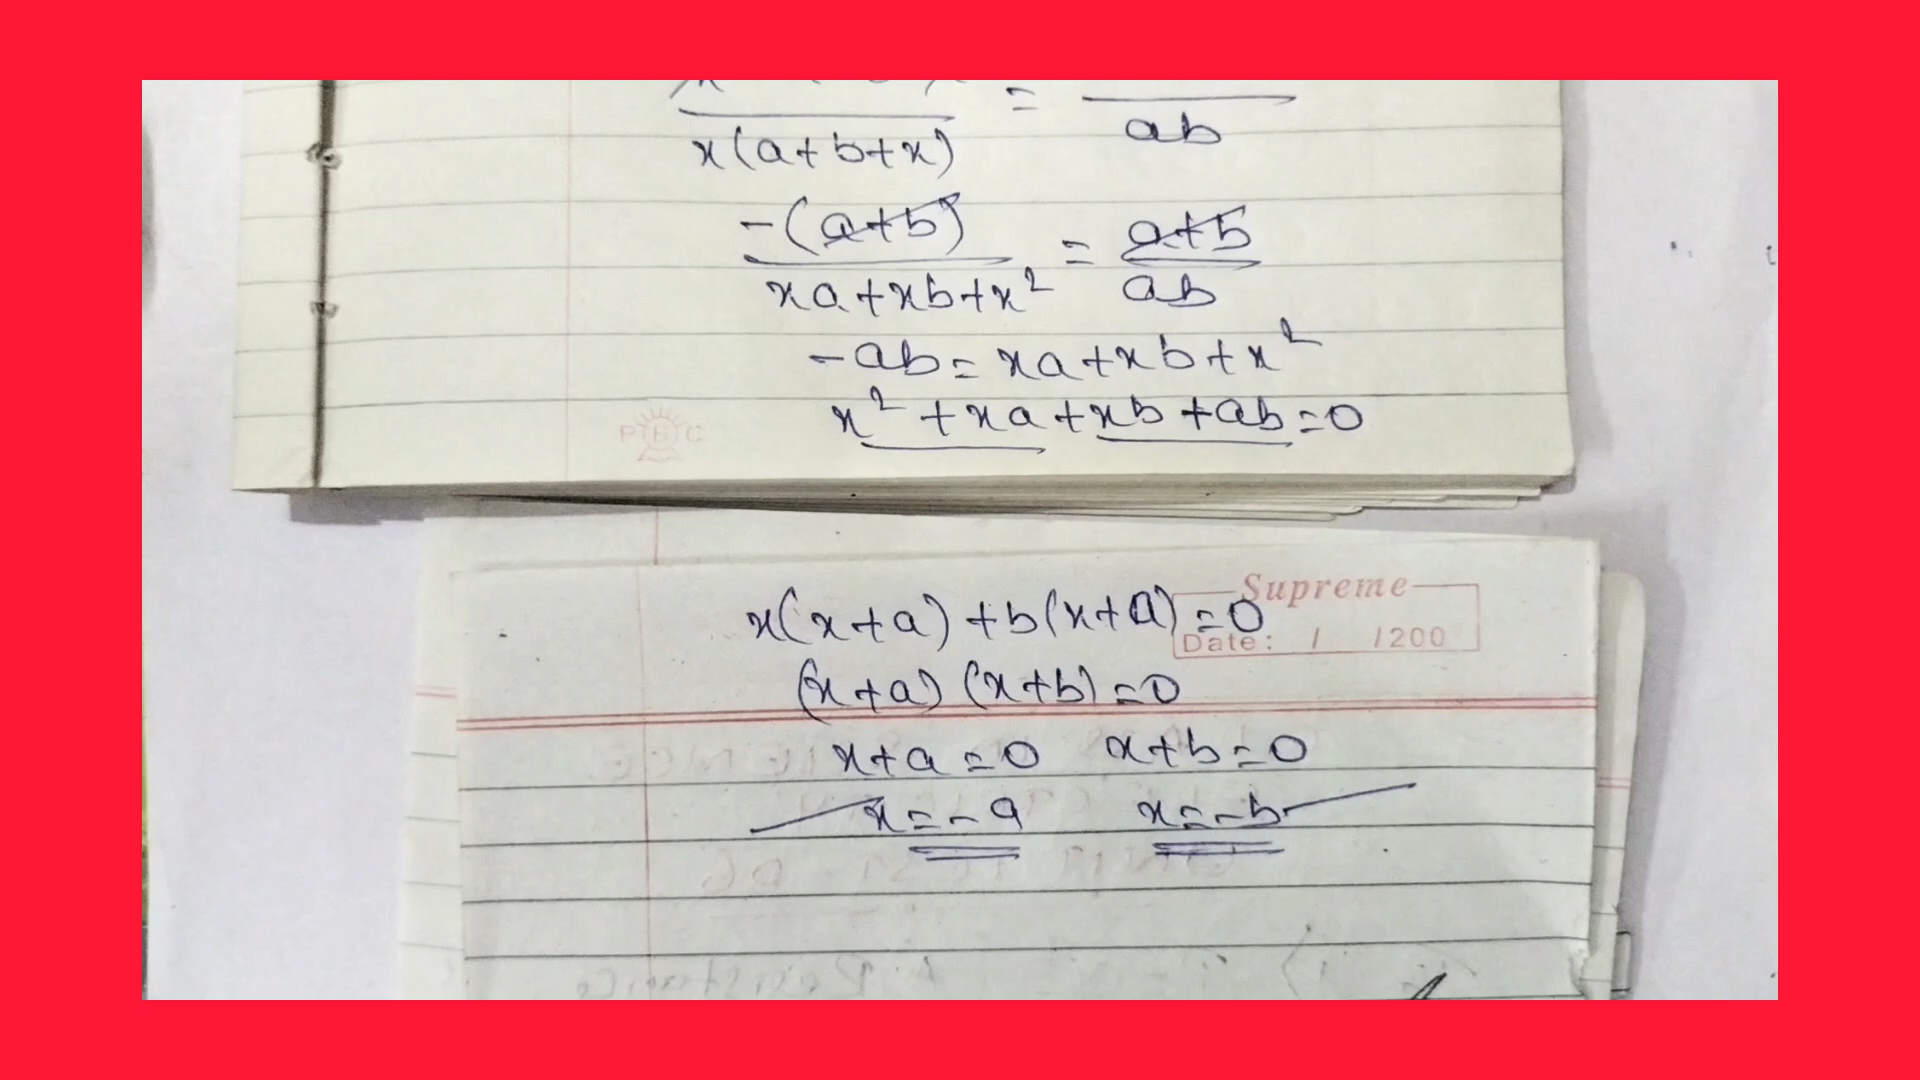 = 
x(a+b+x) ab
-(a+b) = a+b
xa+xb+x² ab
-ab = xa+xb+x²
PEC
x²+xa+xb+ab=0
Supreme
x(x+a)+b(x+a)=0
Date: / /200
(x+a)(x+b)=0
x+a=0 x+b=0
x=-a x=-b